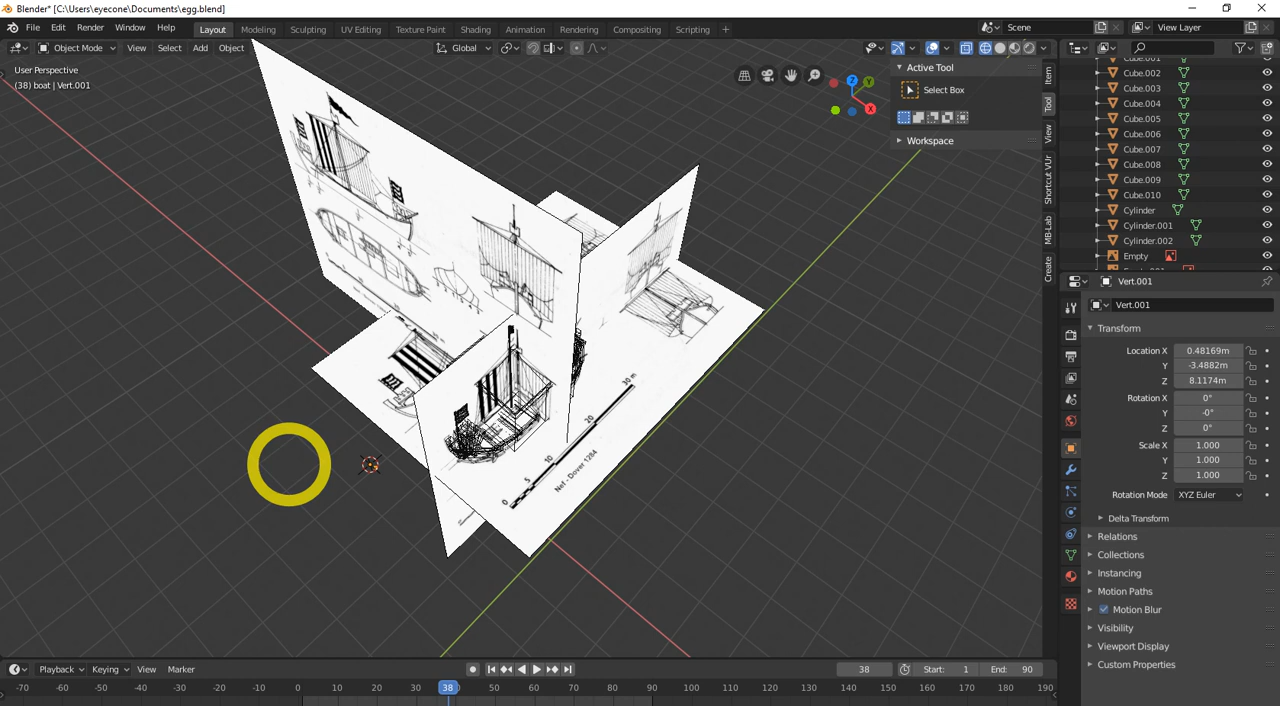 Blender* [C:\Users\eyecone\Documents\egg.blend]
File Edit Render Window Help Layout Modeling Sculpting UV Editing Texture Paint Shading Animation Rendering Compositing Scripting + Scene View Layer
Object Mode View Select Add Object Global
User Perspective
(38) boat | Vert.001
Active Tool
Select Box
Workspace
Item
Tool
View
Shortcut VUr
MB-Lab
Create
X
Y
Z
Cube.001
Cube.002
Cube.003
Cube.004
Cube.005
Cube.006
Cube.007
Cube.008
Cube.009
Cube.010
Cylinder
Cylinder.001
Cylinder.002
Empty
Vert.001
Vert.001
Transform
Location X 0.48169m
Y -3.4882m
Z 8.1174m
Rotation X 0°
Y -0°
Z 0°
Scale X 1.000
Y 1.000
Z 1.000
Rotation Mode XYZ Euler
Delta Transform
Relations
Collections
Instancing
Motion Paths
Motion Blur
Visibility
Viewport Display
Custom Properties
0 5 10 20 30 m
Nef - Dover 1284
Playback Keying View Marker 38 Start: 1 End: 90
-70 -60 -50 -40 -30 -20 -10 0 10 20 30 38 50 60 70 80 90 100 110 120 130 140 150 160 170 180 190